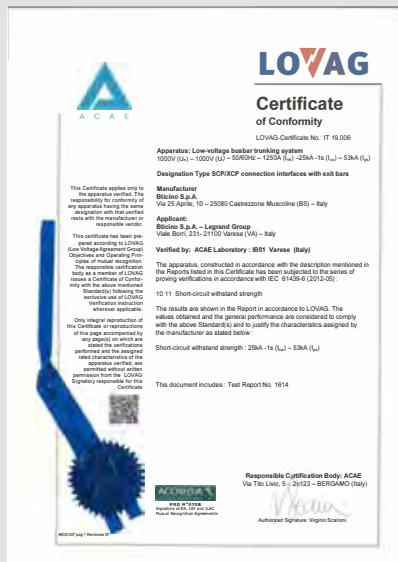 LOVAG
ACAE
Certificate
of Conformity
LOVAG-Certificate No.: IT 19.006
Apparatus: Low-voltage busbar trunking system
1000V (Ue) – 1000V (Ui) – 50/60Hz – 1250A (InA) –25kA -1s (Icw) – 53kA (Ipk)
Designation Type SCP/XCP connection interfaces with exit bars
Manufacturer
Bticino S.p.A.
Via 25 Aprile, 10 – 25080 Castrezzone Muscoline (BS) – Italy
Applicant:
Bticino S.p.A. – Legrand Group
Viale Borri, 231- 21100 Varese (VA) – Italy
Verified by: ACAE Laboratory : IB01 Varese (Italy)
The apparatus, constructed in accordance with the description mentioned in
the Reports listed in this Certificate has been subjected to the series of
proving verifications in accordance with IEC 61439-6 (2012-05) :
10.11 Short-circuit withstand strength
The results are shown in the Report in accordance to LOVAG. The
values obtained and the general performance are considered to comply
with the above Standard(s) and to justify the characteristics assigned by
the manufacturer as stated below :
Short-circuit withstand strength : 25kA -1s (Icw) – 53kA (Ipk)
This document includes : Test Report No. 1614
This Certificate applies only to
the apparatus verified. The
responsibility for conformity of
any apparatus having the same
designation with that verified
rests with the manufacturer or
responsible vendor.
This certificate has been pre-
pared according to LOVAG
(Low Voltage Agreement Group)
Objectives and Operating Prin-
ciples of mutual recognition.
The responsible certification
body as a member of LOVAG
issues a Certificate of Confor-
mity with the above mentioned
Standard(s) following the
exclusive use of LOVAG
Verification instruction
wherever applicable.
Only integral reproduction of
this Certificate or reproductions
of this page accompanied by
any page(s) on which are
stated the verifications
performed and the assigned
rated characteristics of the
apparatus verified, are
permitted without written
permission from the LOVAG
Signatory responsible for this
Certificate
Responsible Certification Body: ACAE
Via Tito Livio, 5 – 24123 – BERGAMO (Italy)
Authorized Signature: Virginio Scarioni
ACCREDIA
PRD N°070B
Signatory of EA, IAF and ILAC
Mutual Recognition Agreements